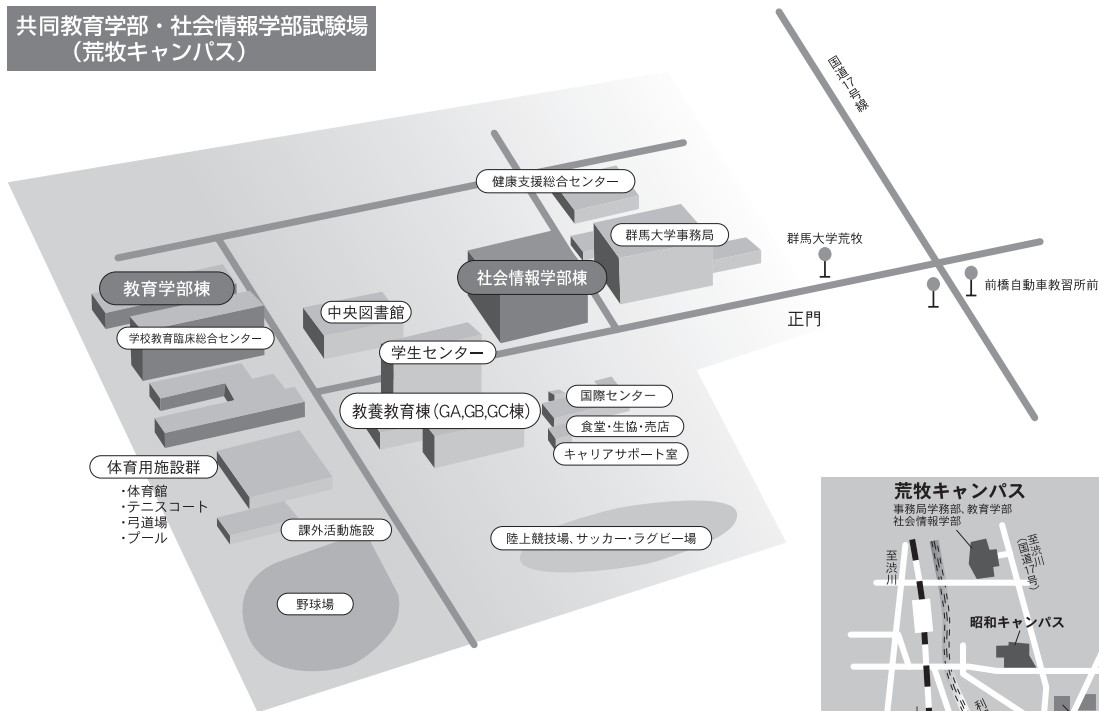 共同教育学部・社会情報学部試験場
(荒牧キャンパス)
国道17号線
健康支援総合センター
群馬大学事務局
群馬大学荒牧
社会情報学部棟
前橋自動車教習所前
教育学部棟
正門
中央図書館
学校教育臨床総合センター
学生センター
国際センター
教養教育棟(GA,GB,GC棟)
食堂・生協・売店
キャリアサポート室
体育用施設群
・体育館
・テニスコート
・弓道場
・プール
課外活動施設
陸上競技場、サッカー・ラグビー場
野球場
荒牧キャンパス
事務局学務部、教育学部
社会情報学部
至渋川
至渋川
(国道17号)
昭和キャンパス
利